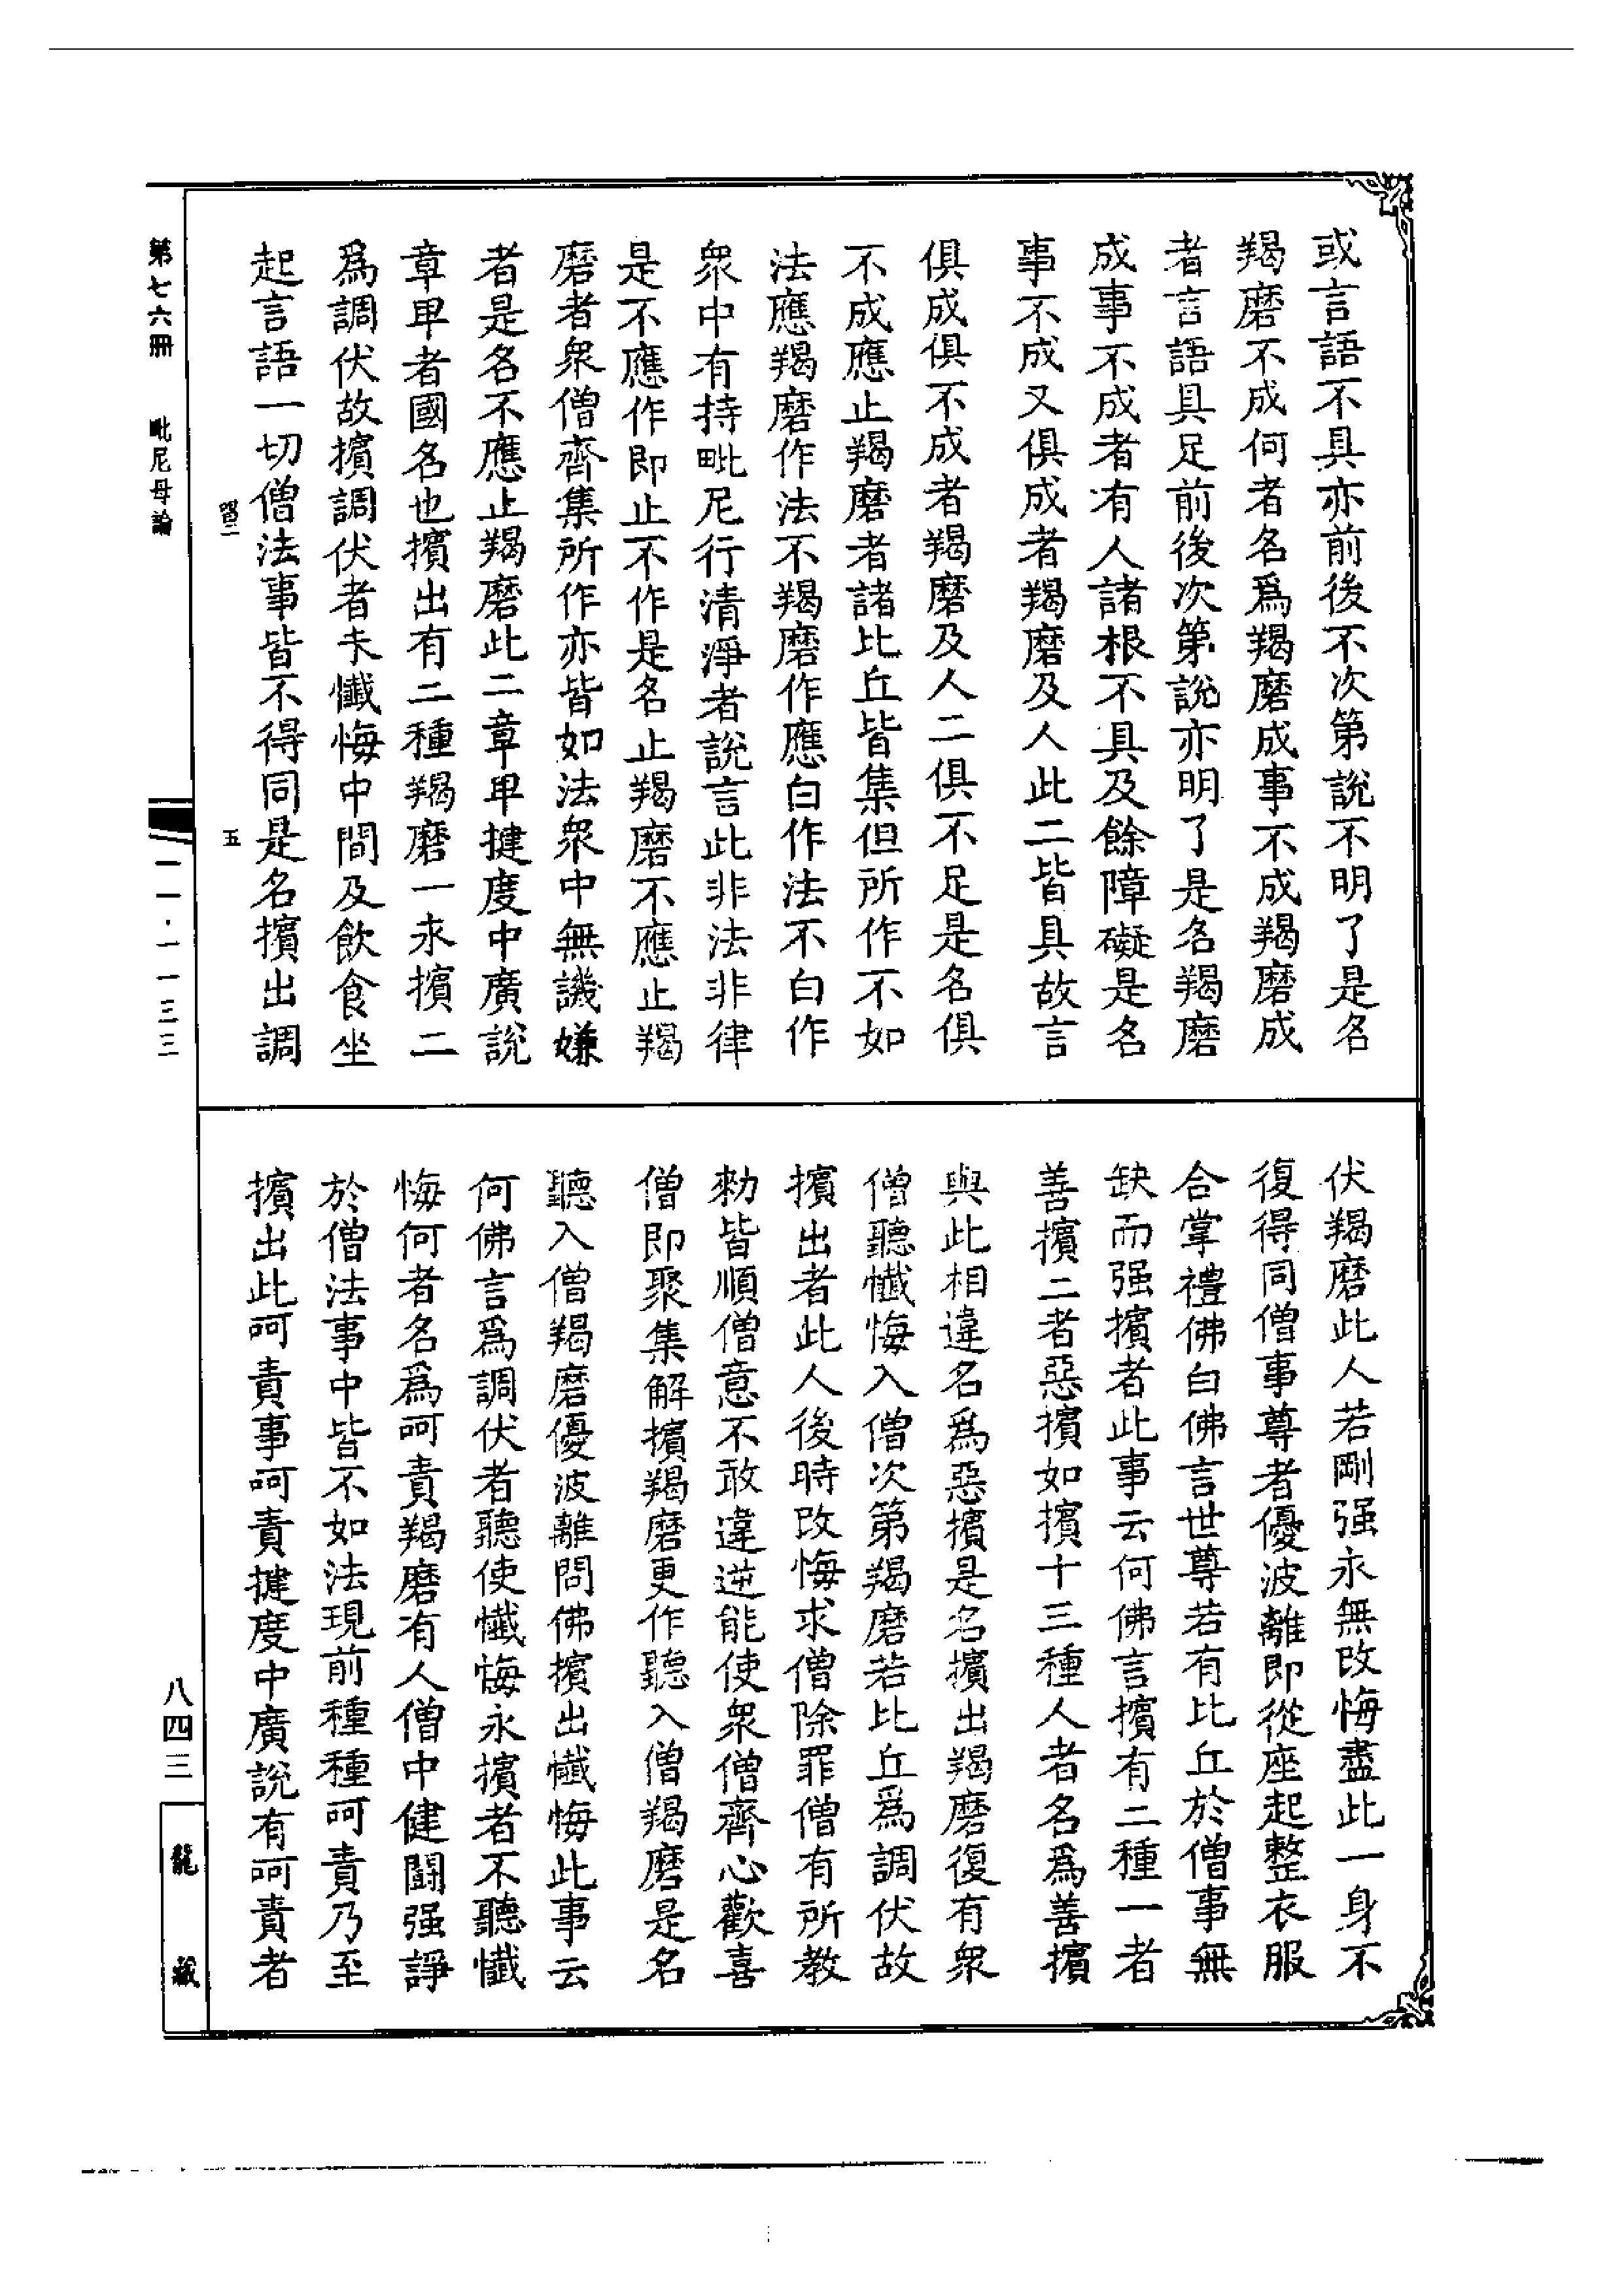 或言語不具亦前後不次第說不明了是名
羯磨不成何者名爲羯磨成事不成羯磨成
者言語具足前後次第說亦明了是名羯磨
成事不成者有人諸根不具及餘障礙是名
事不成又俱成者羯磨及人此二皆具故言
俱成俱不成者羯磨及人二俱不足是名俱
不成應止羯磨者諸比丘皆集但所作不如
法應羯磨作法不羯磨作應白作法不白作
衆中有持毗尼行清淨者說言此非法非律
是不應作即止不作是名止羯磨不應止羯
磨者衆僧齊集所作亦皆如法衆中無譏嫌
者是名不應止羯磨此二章卑揵度中廣說
章卑者國名也擯出有二種羯磨一永擯二
爲調伏故擯調伏者未懺悔中間及飲食坐
起言語一切僧法事皆不得同是名擯出調
伏羯磨此人若剛强永無改悔盡此一身不
復得同僧事尊者優波離即從座起整衣服
合掌禮佛白佛言世尊若有比丘於僧事無
缺而强擯者此事云何佛言擯有二種一者
善擯二者惡擯如擯十三種人者名爲善擯
與此相違名爲惡擯是名擯出羯磨復有衆
僧聽懺悔入僧次第羯磨若比丘爲調伏故
擯出者此人後時改悔求僧除罪僧有所教
勑皆順僧意不敢違逆能使衆僧齊心歡喜
僧即聚集解擯羯磨更作聽入僧羯磨是名
聽入僧羯磨優波離問佛擯出懺悔此事云
何佛言爲調伏者聽使懺悔永擯者不聽懺
悔何者名爲呵責羯磨有人僧中健鬬强諍
於僧法事中皆不如法現前種種呵責乃至
擯出此呵責事呵責揵度中廣說有呵責者
五
第七六册 毗尼母論
一一·一一三三
八四三
龍藏